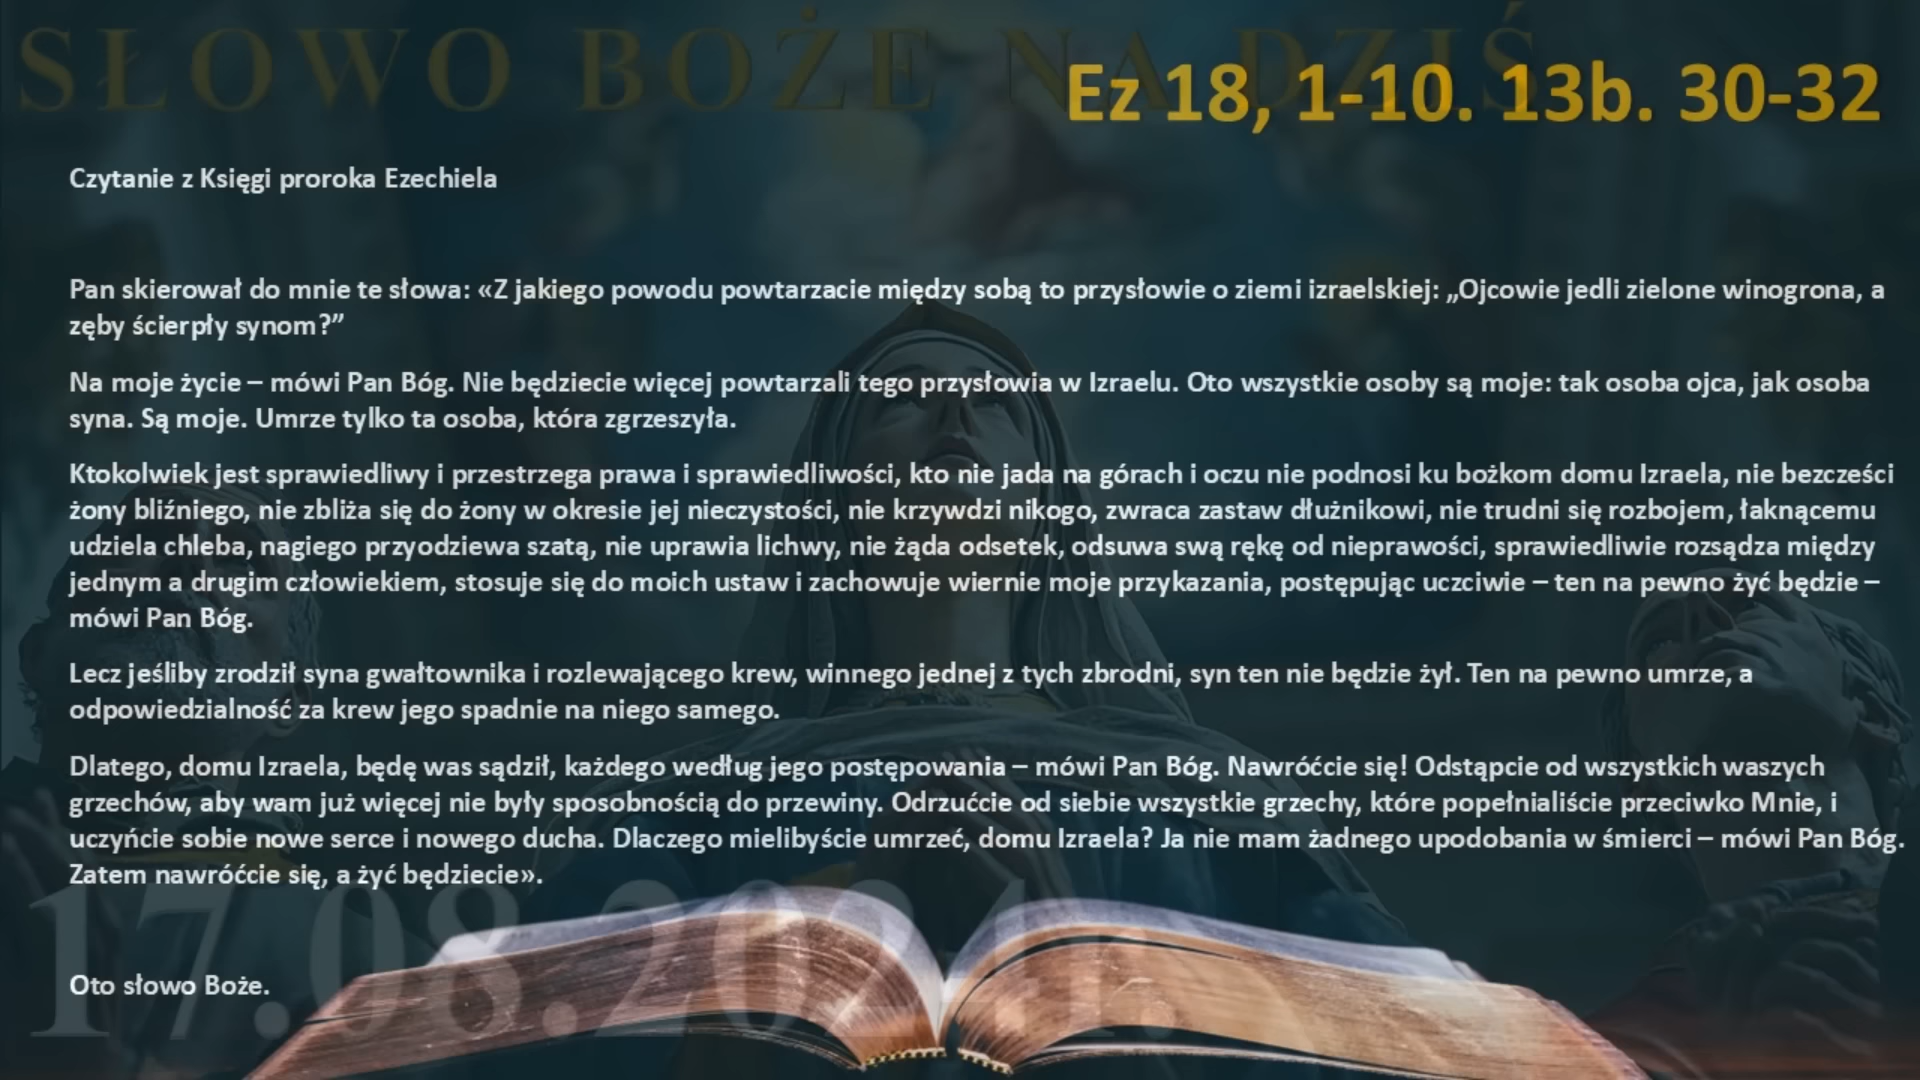 SŁOWO BOŻE NA DZIŚ
Ez 18, 1-10. 13b. 30-32
Czytanie z Księgi proroka Ezechiela
Pan skierował do mnie te słowa: «Z jakiego powodu powtarzacie między sobą to przysłowie o ziemi izraelskiej: „Ojcowie jedli zielone winogrona, a
zęby ścierpły synom?”
Na moje życie – mówi Pan Bóg. Nie będziecie więcej powtarzali tego przysłowia w Izraelu. Oto wszystkie osoby są moje: tak osoba ojca, jak osoba
syna. Są moje. Umrze tylko ta osoba, która zgrzeszyła.
Ktokolwiek jest sprawiedliwy i przestrzega prawa i sprawiedliwości, kto nie jada na górach i oczu nie podnosi ku bożkom domu Izraela, nie bezcześci
żony bliźniego, nie zbliża się do żony w okresie jej nieczystości, nie krzywdzi nikogo, zwraca zastaw dłużnikowi, nie trudni się rozbojem, łaknącemu
udziela chleba, nagiego przyodziewa szatą, nie uprawia lichwy, nie żąda odsetek, odsuwa swą rękę od nieprawości, sprawiedliwie rozsądza między
jednym a drugim człowiekiem, stosuje się do moich ustaw i zachowuje wiernie moje przykazania, postępując uczciwie – ten na pewno żyć będzie –
mówi Pan Bóg.
Lecz jeśliby zrodził syna gwałtownika i rozlewającego krew, winnego jednej z tych zbrodni, syn ten nie będzie żył. Ten na pewno umrze, a
odpowiedzialność za krew jego spadnie na niego samego.
Dlatego, domu Izraela, będę was sądził, każdego według jego postępowania – mówi Pan Bóg. Nawróćcie się! Odstąpcie od wszystkich waszych
grzechów, aby wam już więcej nie były sposobnością do przewiny. Odrzućcie od siebie wszystkie grzechy, które popełnialiście przeciwko Mnie, i
uczyńcie sobie nowe serce i nowego ducha. Dlaczego mielibyście umrzeć, domu Izraela? Ja nie mam żadnego upodobania w śmierci – mówi Pan Bóg.
Zatem nawróćcie się, a żyć będziecie».
17.08.2024r.
Oto słowo Boże.